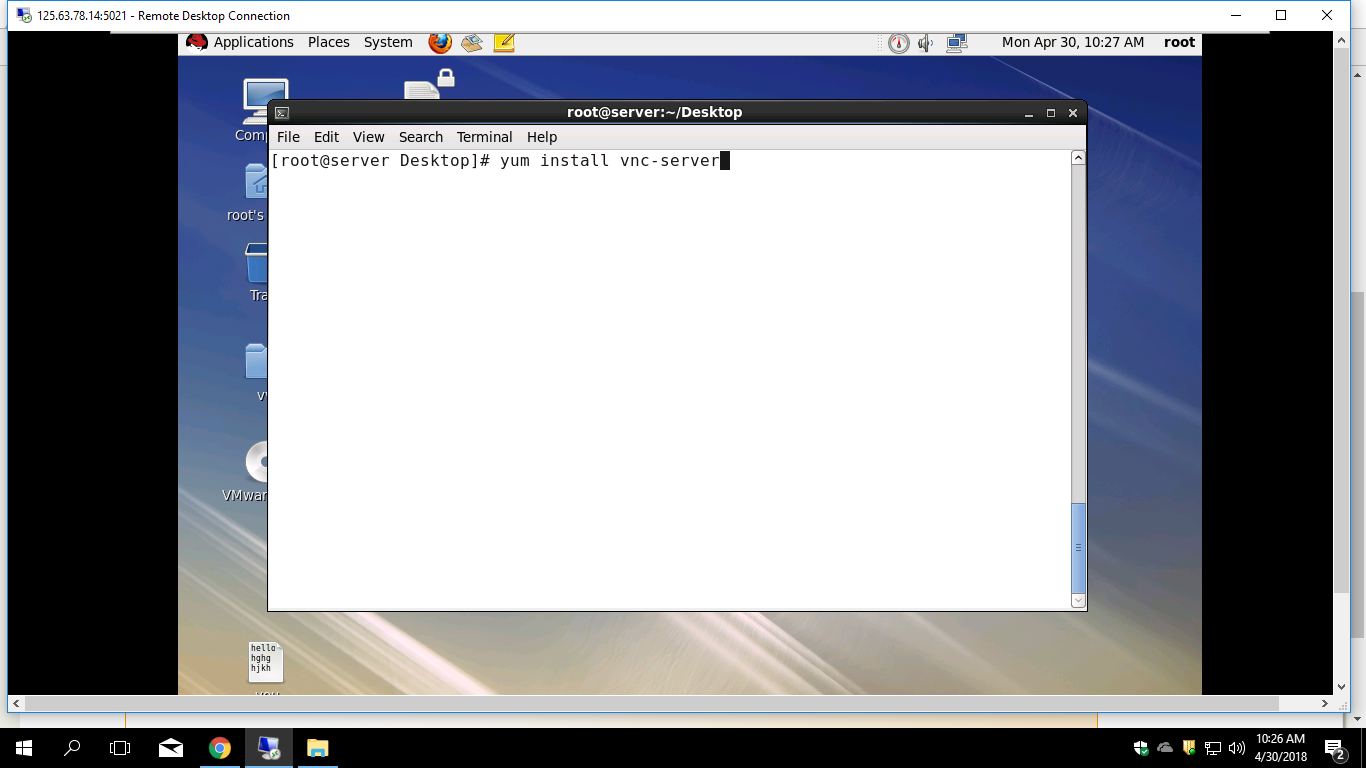 125.63.78.14:5021 - Remote Desktop Connection
Applications Places System Mon Apr 30, 10:27 AM root
root@server:~/Desktop
File Edit View Search Terminal Help
[root@server Desktop]# yum install vnc-server
Comp
root's
Tra
VMwar
hello
hghg
hjkh
10:26 AM
4/30/2018
2